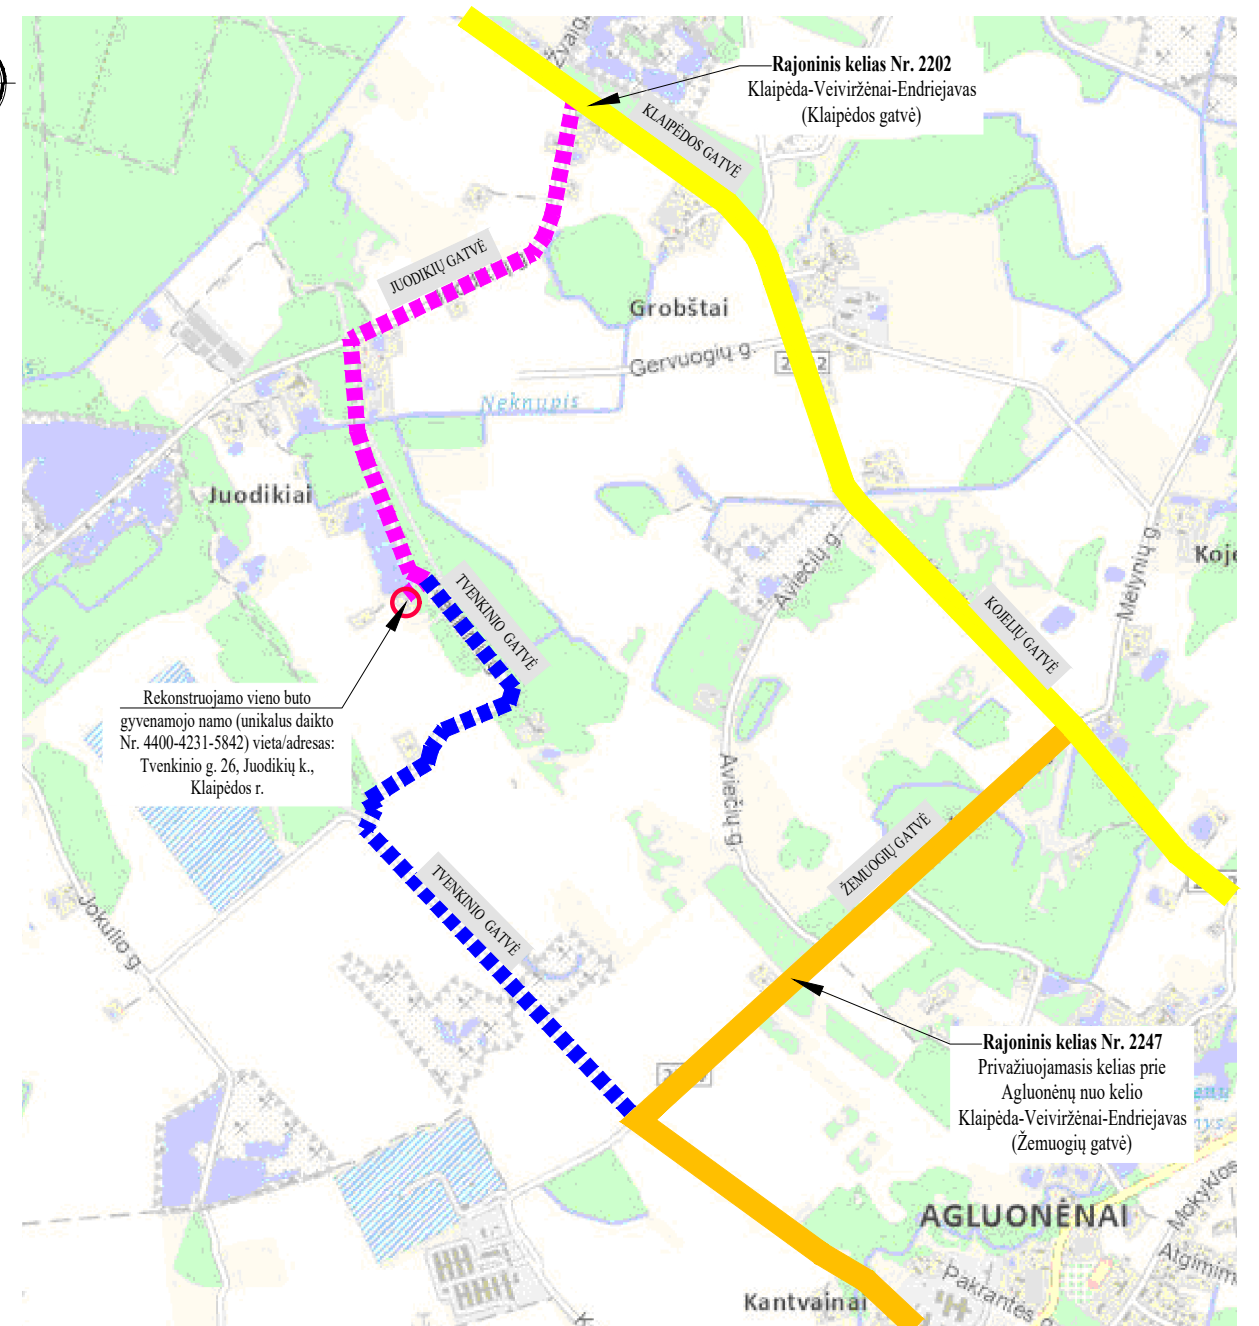 Rajoninis kelias Nr. 2202
Klaipėda-Veiviržėnai-Endriejavas
(Klaipėdos gatvė)
KLAIPĖDOS GATVĖ
JUODIKIŲ GATVĖ
Grobštai
Gervuogių g.
Neknupis
Juodikiai
Aviečių g.
Mėlynių g.
TVENKINIO GATVĖ
KOJELIŲ GATVĖ
Rekonstruojamo vieno buto
gyvenamojo namo (unikalus daikto
Nr. 4400-4231-5842) vieta/adresas:
Tvenkinio g. 26, Juodikių k.,
Klaipėdos r.
Aviečių g.
ŽEMUOGIŲ GATVĖ
TVENKINIO GATVĖ
Jokulio g.
Rajoninis kelias Nr. 2247
Privažiuojamasis kelias prie
Agluonėnų nuo kelio
Klaipėda-Veiviržėnai-Endriejavas
(Žemuogių gatvė)
AGLUONĖNAI
Mokyklos
Pakrantės g.
Kantvainai